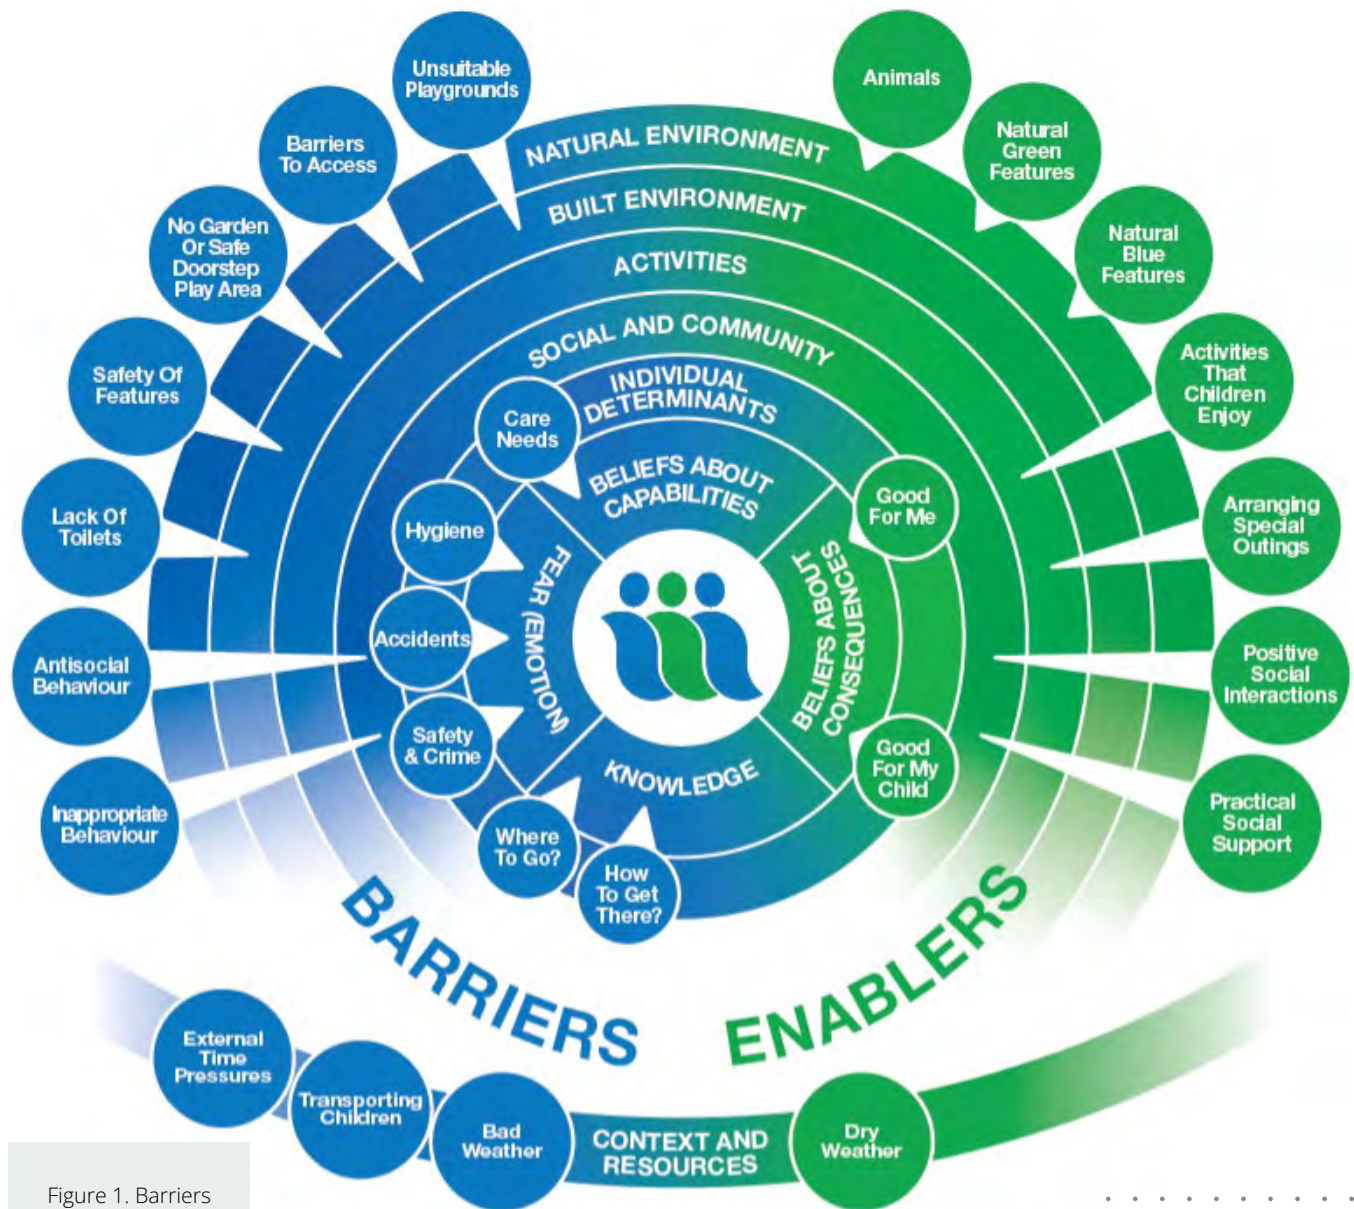 Unsuitable
Playgrounds
Barriers
To Access
No Garden
Or Safe
Doorstep
Play Area
Safety Of
Features
Lack Of
Toilets
Antisocial
Behaviour
Inappropriate
Behaviour
Animals
Natural
Green
Features
Natural
Blue
Features
Activities
That
Children
Enjoy
Arranging
Special
Outings
Positive
Social
Interactions
Practical
Social
Support
NATURAL ENVIRONMENT
BUILT ENVIRONMENT
ACTIVITIES
SOCIAL AND COMMUNITY
INDIVIDUAL
DETERMINANTS
BELIEFS ABOUT
CAPABILITIES
FEAR (EMOTION)
BELIEFS ABOUT
CONSEQUENCES
KNOWLEDGE
Care
Needs
Hygiene
Accidents
Safety
& Crime
Where
To Go?
How
To Get
There?
Good
For Me
Good
For My
Child
BARRIERS
ENABLERS
External
Time
Pressures
Transporting
Children
Bad
Weather
CONTEXT AND
RESOURCES
Dry
Weather
Figure 1. Barriers